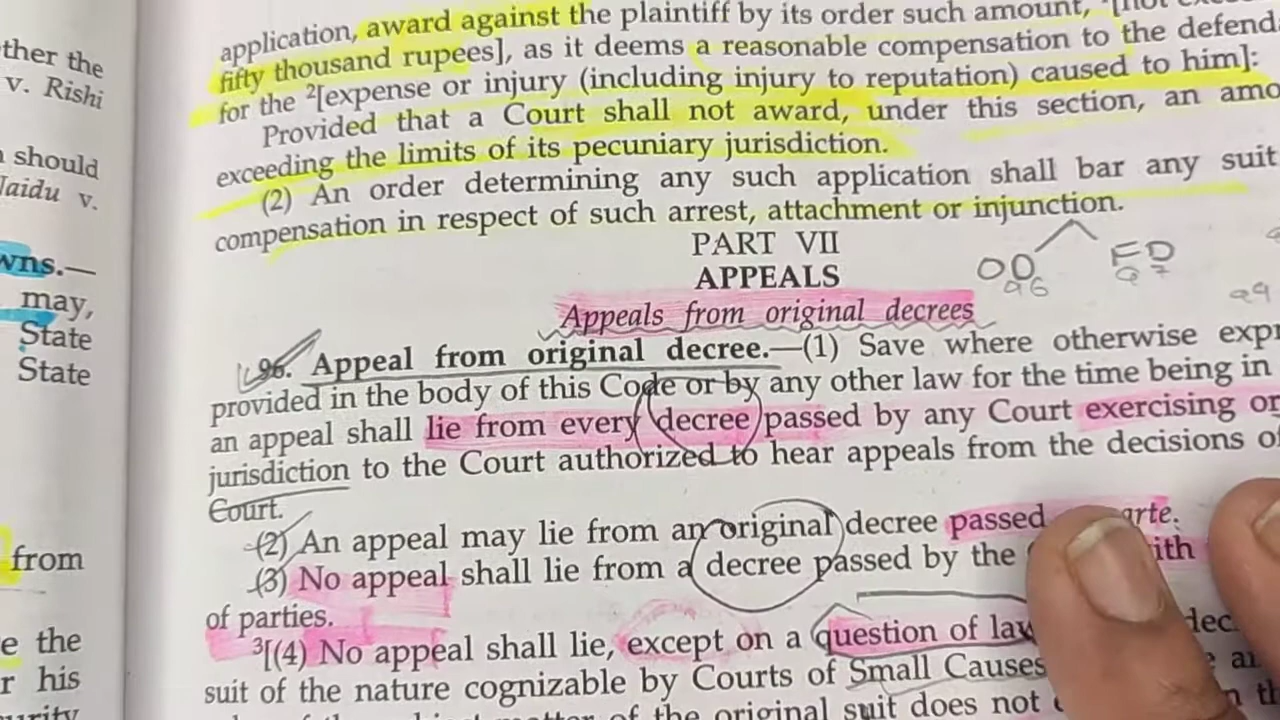 ther the
v. Rishi
should
v.
may,
State
State
from
e the
r his
application, award against the plaintiff by its order such amount,
fifty thousand rupees], as it deems a reasonable compensation to the
for the ²[expense or injury (including injury to reputation) caused to him]:
Provided that a Court shall not award, under this section, an
exceeding the limits of its pecuniary jurisdiction.
(2) An order determining any such application shall bar any suit
compensation in respect of such arrest, attachment or injunction.
PART VII
APPEALS
OD FD
96 97
Appeals from original decrees
96. Appeal from original decree.—(1) Save where otherwise
provided in the body of this Code or by any other law for the time being in
an appeal shall lie from every decree passed by any Court exercising
jurisdiction to the Court authorized to hear appeals from the decisions
Court.
(2) An appeal may lie from an original decree passed
(3) No appeal shall lie from a decree passed by the
of parties.
³[(4) No appeal shall lie, except on a question of law
suit of the nature cognizable by Courts of Small Causes
of the original suit does not